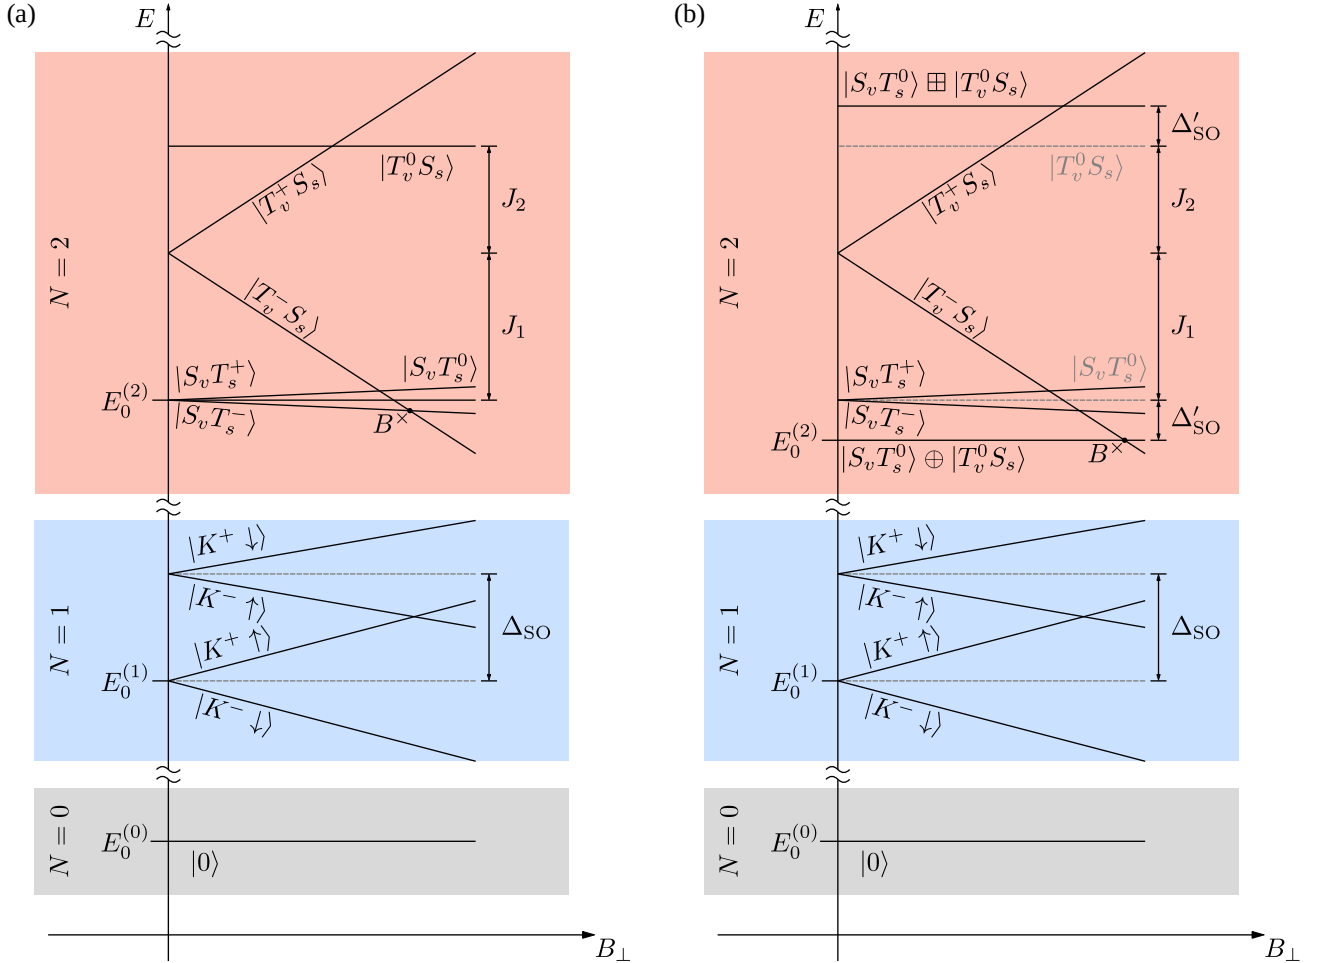 (a)
E
|T_v^0 S_s⟩
|T_v^+ S_s⟩
J_2
N = 2
|T_v^- S_s⟩
J_1
|S_v T_s^+⟩
|S_v T_s^0⟩
E_0^{(2)}
|S_v T_s^-⟩
B^×
|K^+ ↓⟩
|K^- ↑⟩
N = 1
|K^+ ↑⟩
Δ_SO
E_0^{(1)}
|K^- ↓⟩
N = 0
E_0^{(0)}
|0⟩
B_⊥
(b)
E
|S_v T_s^0⟩ ⊞ |T_v^0 S_s⟩
Δ′_SO
|T_v^0 S_s⟩
|T_v^+ S_s⟩
J_2
N = 2
|T_v^- S_s⟩
J_1
|S_v T_s^+⟩
|S_v T_s^0⟩
|S_v T_s^-⟩
Δ′_SO
E_0^{(2)}
|S_v T_s^0⟩ ⊕ |T_v^0 S_s⟩
B^×
|K^+ ↓⟩
|K^- ↑⟩
N = 1
|K^+ ↑⟩
Δ_SO
E_0^{(1)}
|K^- ↓⟩
N = 0
E_0^{(0)}
|0⟩
B_⊥